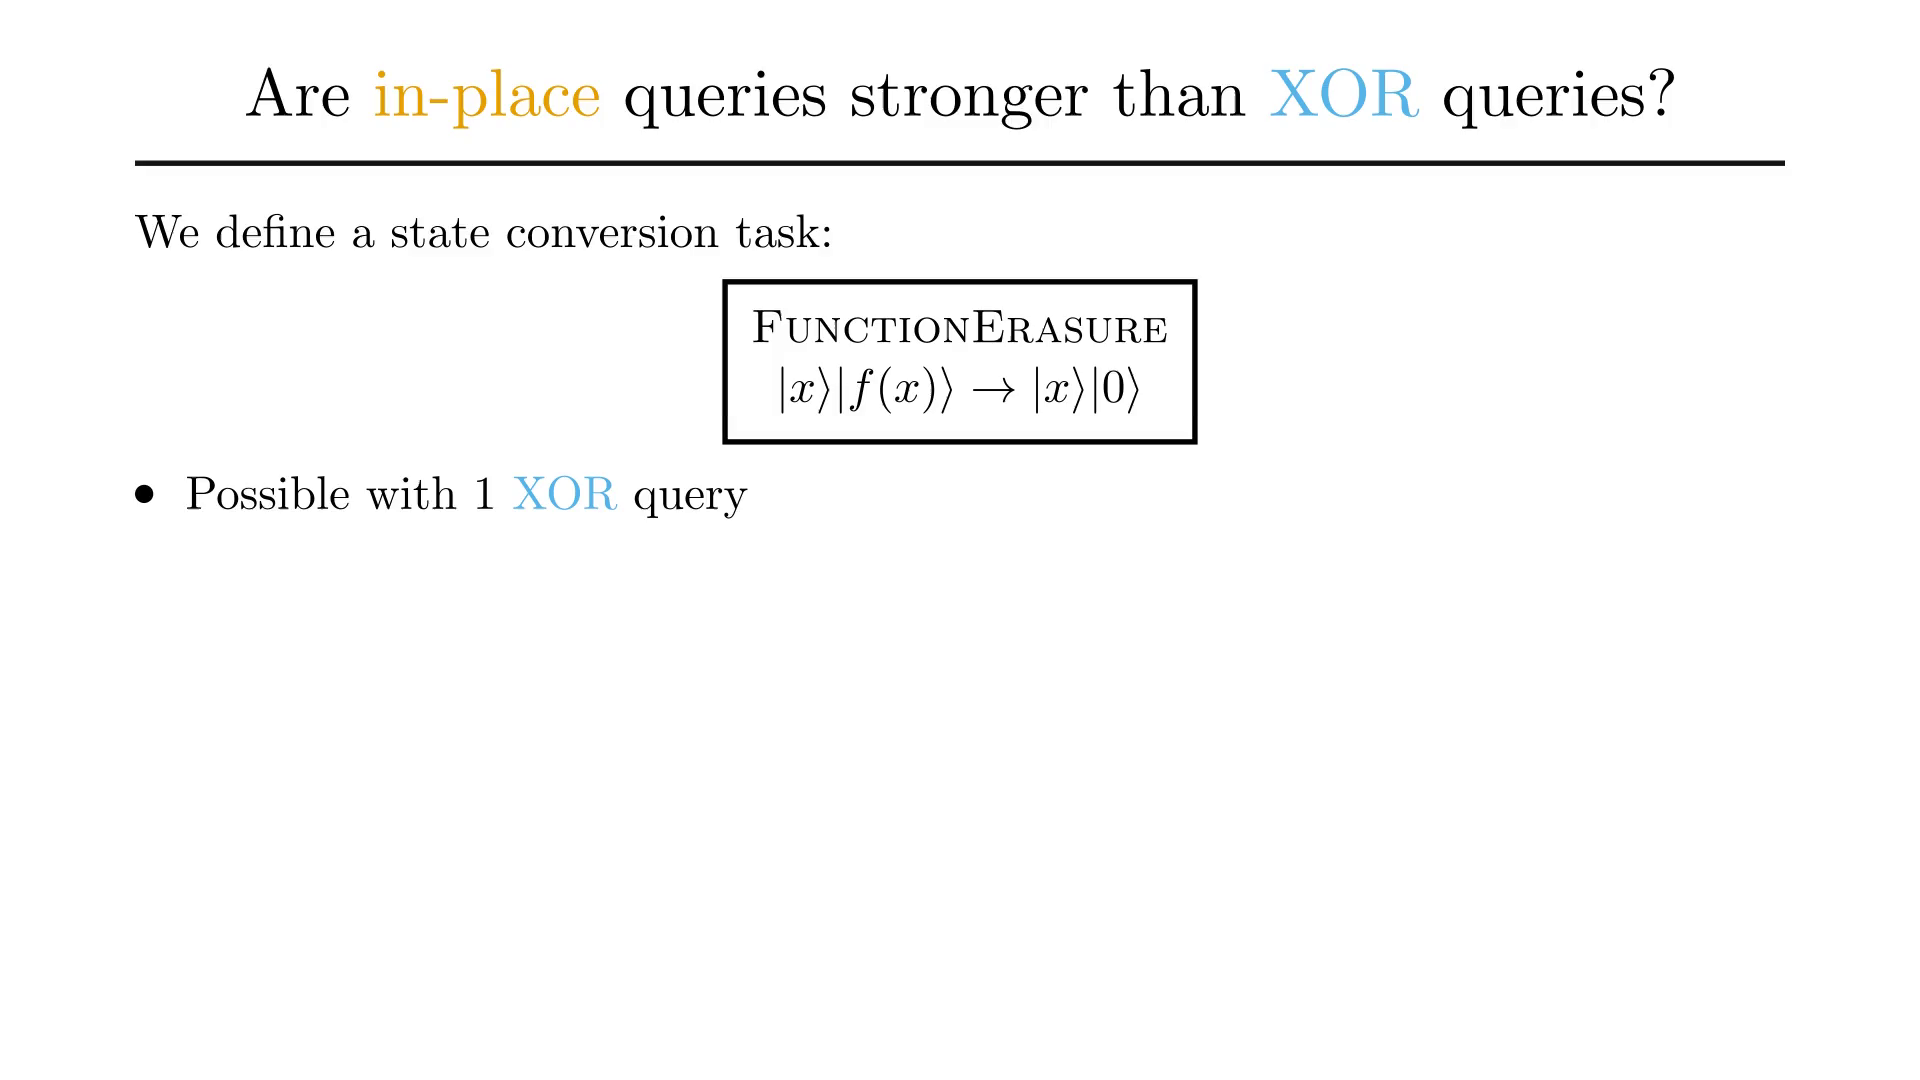 Are in-place queries stronger than XOR queries?
We define a state conversion task:
FunctionErasure
|x⟩|f(x)⟩ → |x⟩|0⟩
• Possible with 1 XOR query